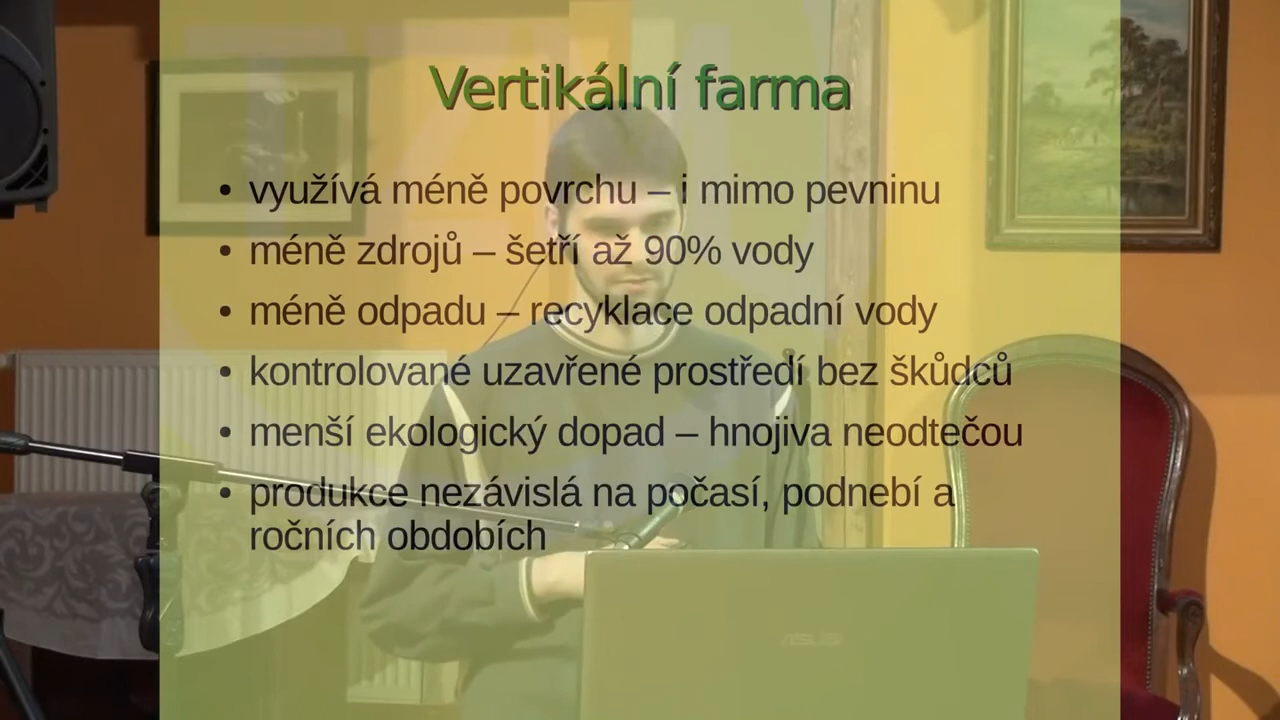 Vertikální farma
• využívá méně povrchu – i mimo pevninu
• méně zdrojů – šetří až 90% vody
• méně odpadu – recyklace odpadní vody
• kontrolované uzavřené prostředí bez škůdců
• menší ekologický dopad – hnojiva neodtečou
• produkce nezávislá na počasí, podnebí a
ročních obdobích
ASUS